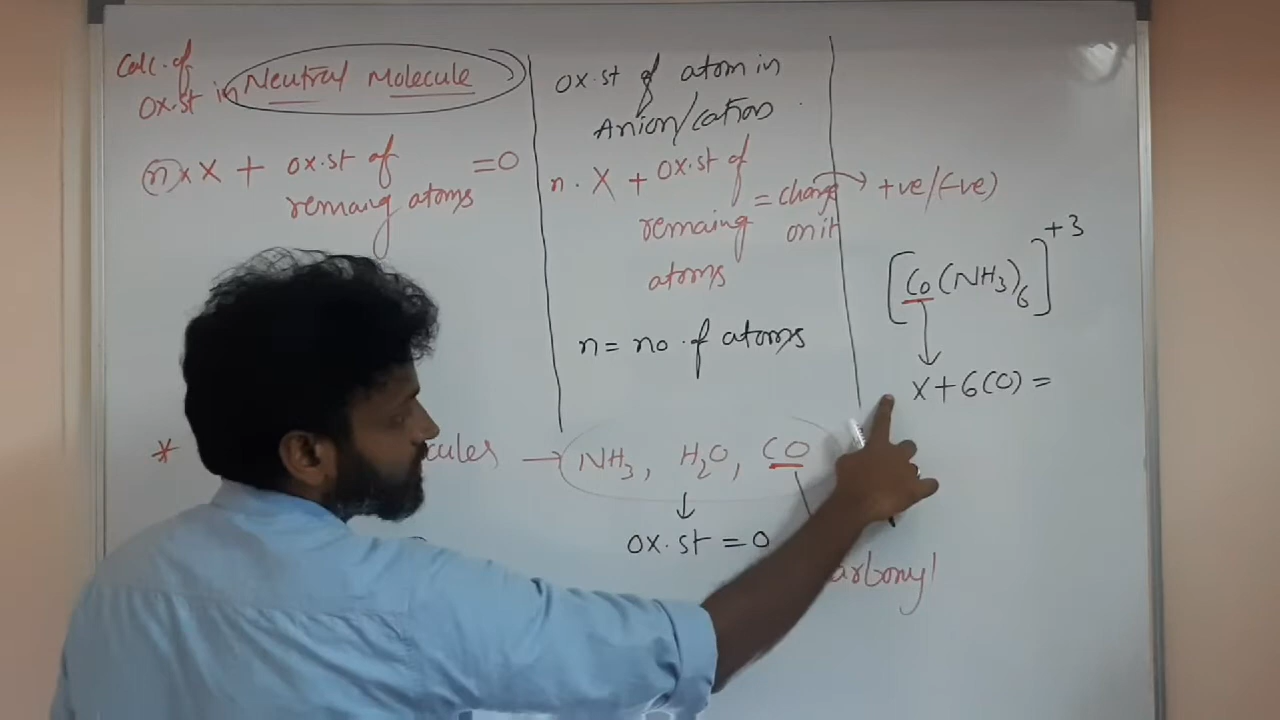 Calc. of
ox.st in Neutral Molecule
n x X + ox.st of = 0
remaing atoms
ox.st of atom in
Anion/cation
n . X + ox.st of
remaing = charge → +ve/(-ve)
on it
atoms
n = no. of atoms
[Co(NH3)6]+3
X + 6(0) =
* cules → NH3, H2O, CO
ox.st = 0
arbonyl